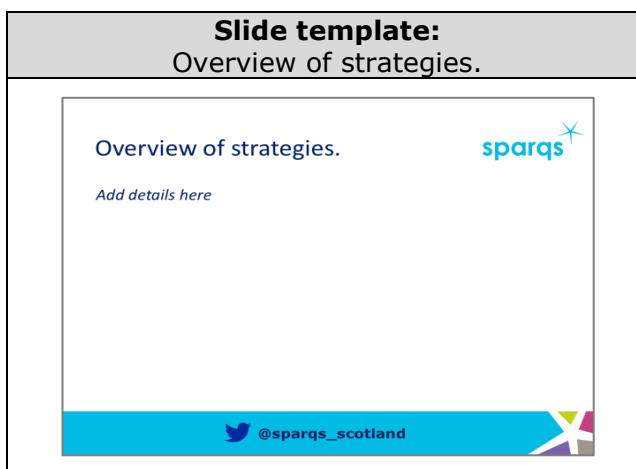 Slide template:
Overview of strategies.
Overview of strategies.
sparqs
Add details here
@sparqs_scotland